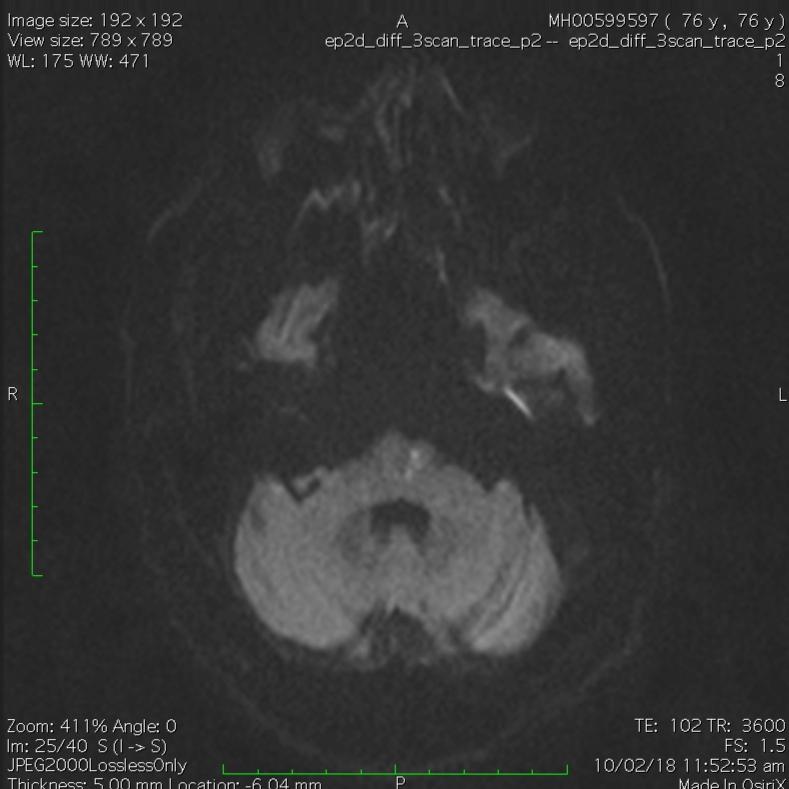 Image size: 192 x 192
View size: 789 x 789
WL: 175 WW: 471
A
MH00599597 ( 76 y , 76 y )
ep2d_diff_3scan_trace_p2 -- ep2d_diff_3scan_trace_p2
1
8
R
L
Zoom: 411% Angle: 0
Im: 25/40 S (I -> S)
JPEG2000LosslessOnly
Thickness: 5.00 mm Location: -6.04 mm
P
TE: 102 TR: 3600
FS: 1.5
10/02/18 11:52:53 am
Made In OsiriX